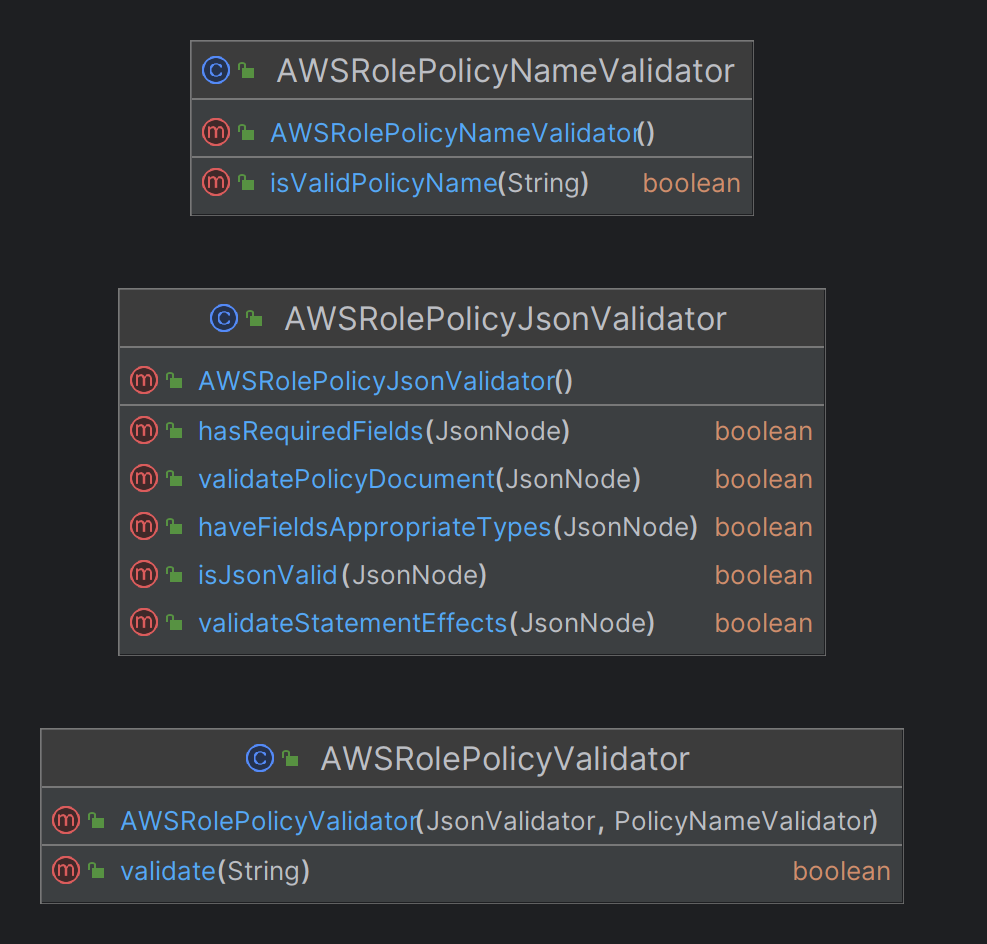 C AWSRolePolicyNameValidator
m AWSRolePolicyNameValidator()
m isValidPolicyName(String) boolean
C AWSRolePolicyJsonValidator
m AWSRolePolicyJsonValidator()
m hasRequiredFields(JsonNode) boolean
m validatePolicyDocument(JsonNode) boolean
m haveFieldsAppropriateTypes(JsonNode) boolean
m isJsonValid(JsonNode) boolean
m validateStatementEffects(JsonNode) boolean
C AWSRolePolicyValidator
m AWSRolePolicyValidator(JsonValidator, PolicyNameValidator)
m validate(String) boolean